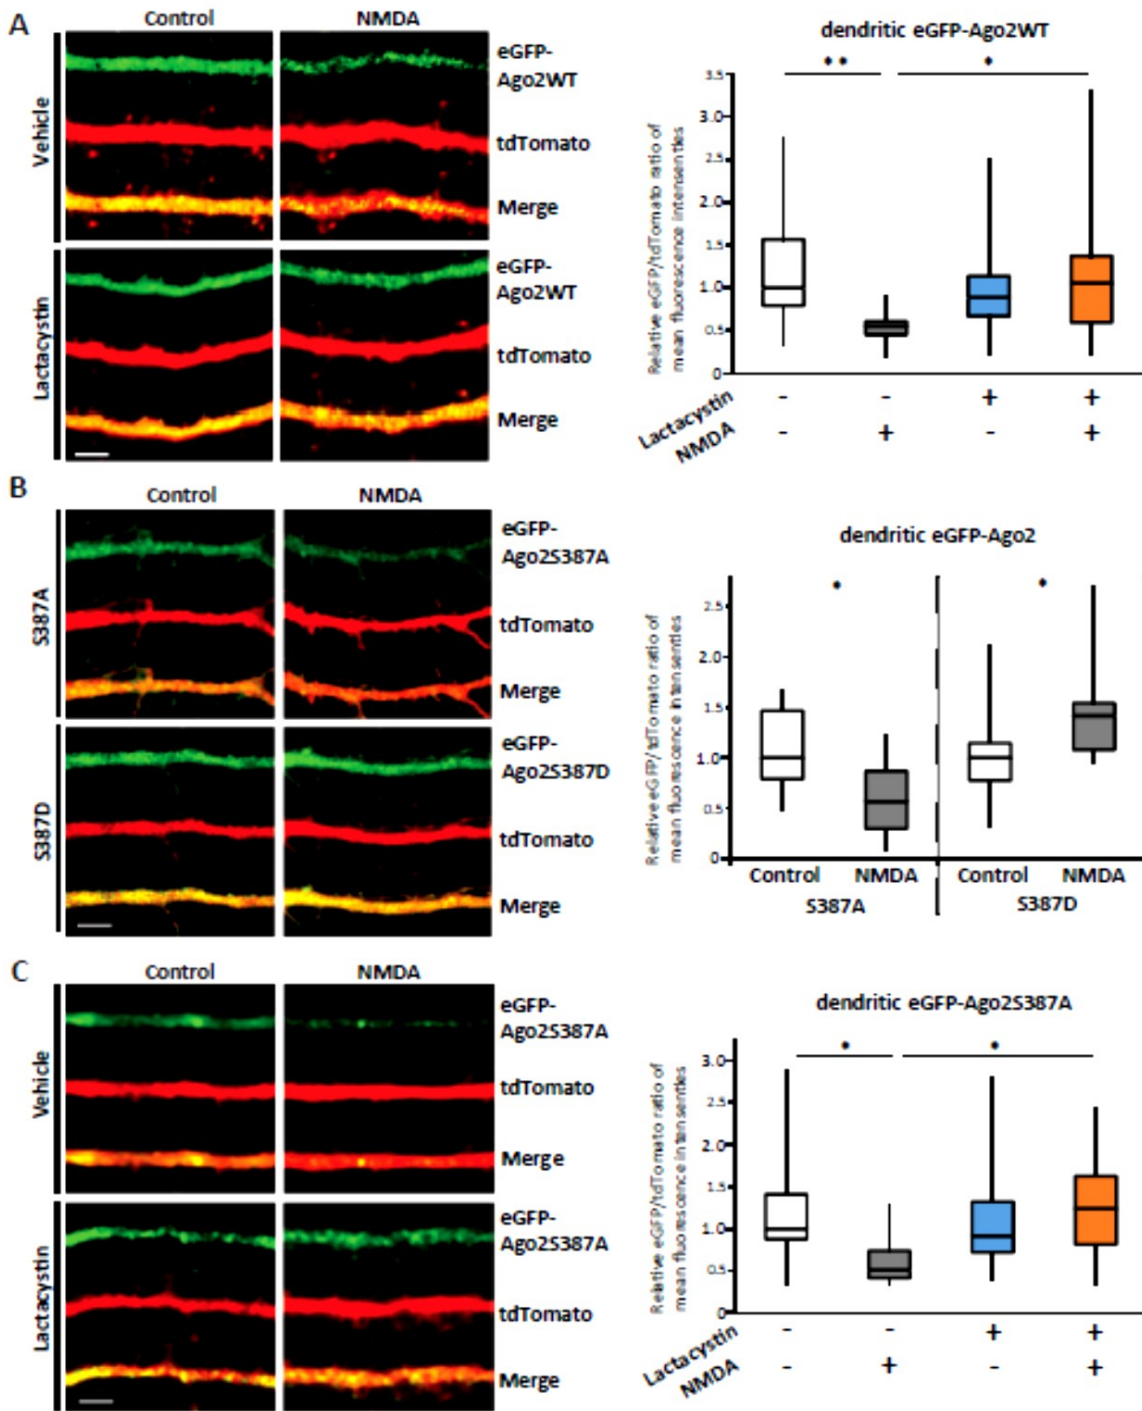 A
Control
NMDA
Vehicle
eGFP-
Ago2WT
tdTomato
Merge
Lactacystin
eGFP-
Ago2WT
tdTomato
Merge
dendritic eGFP-Ago2WT
**
*
Relative eGFP/tdTomato ratio of
mean fluorescence intensenties
3.5
3.0
2.5
2.0
1.5
1.0
0.5
0
Lactacystin - - + +
NMDA - + - +
B
Control
NMDA
S387A
eGFP-
Ago2S387A
tdTomato
Merge
S387D
eGFP-
Ago2S387D
tdTomato
Merge
dendritic eGFP-Ago2
*
*
Relative eGFP/tdTomato ratio of
mean fluorescence intensenties
2.5
2.0
1.5
1.0
0.5
0
Control NMDA Control NMDA
S387A S387D
C
Control
NMDA
Vehicle
eGFP-
Ago2S387A
tdTomato
Merge
Lactacystin
eGFP-
Ago2S387A
tdTomato
Merge
dendritic eGFP-Ago2S387A
*
*
Relative eGFP/tdTomato ratio of
mean fluorescence intensenties
3.0
2.5
2.0
1.5
1.0
0.5
0
Lactacystin - - + +
NMDA - + - +